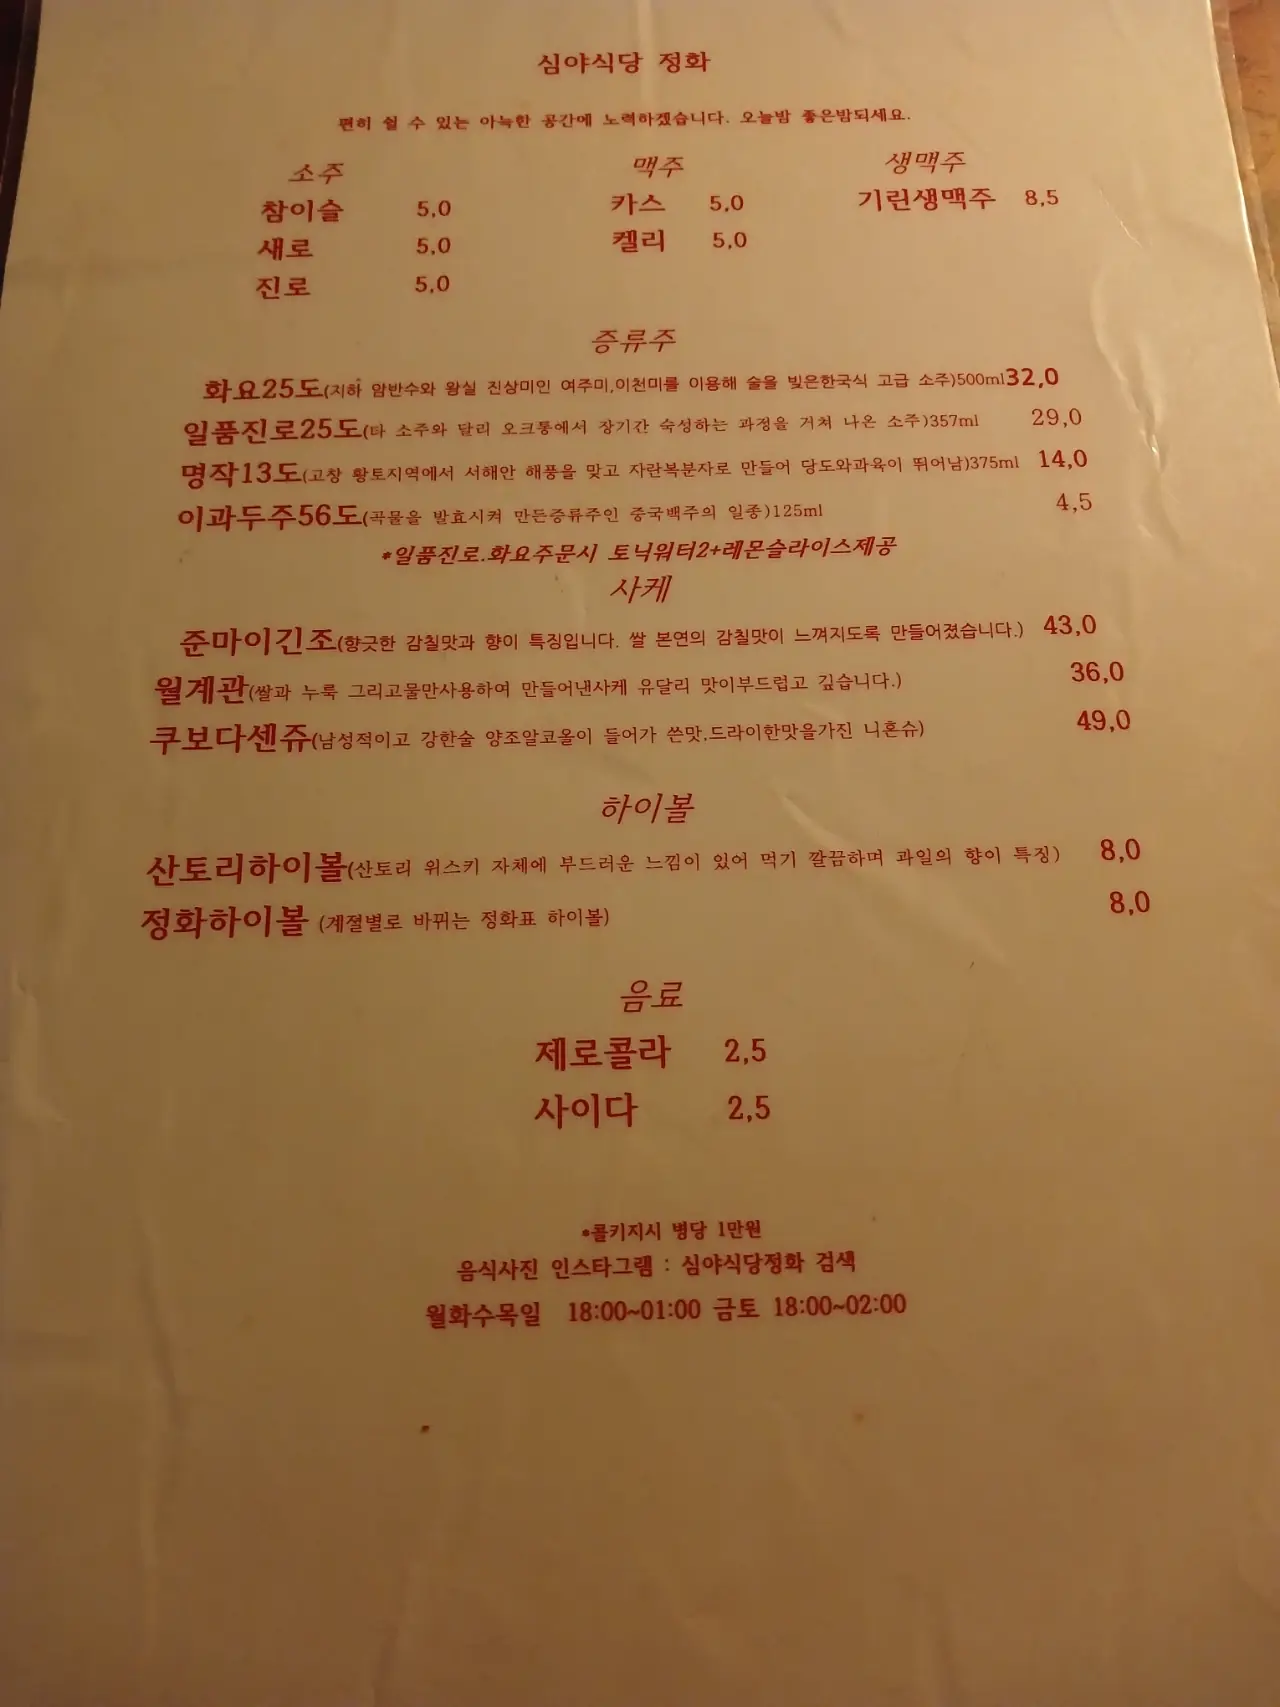 심야식당 정화
편히 쉴 수 있는 아늑한 공간에 노력하겠습니다. 오늘밤 좋은밤되세요.
소주 맥주 생맥주
참이슬 5,0 카스 5,0 기린생맥주 8,5
새로 5,0 켈리 5,0
진로 5,0
증류주
화요25도(지하 암반수와 왕실 진상미인 여주미,이천미를 이용해 술을 빚은한국식 고급 소주)500ml32,0
일품진로25도(타 소주와 달리 오크통에서 장기간 숙성하는 과정을 거쳐 나온 소주)357ml 29,0
명작13도(고창 황토지역에서 서해안 해풍을 맞고 자란복분자로 만들어 당도와과육이 뛰어남)375ml 14,0
이과두주56도(곡물을 발효시켜 만든증류주인 중국백주의 일종)125ml 4,5
*일품진로.화요주문시 토닉워터2+레몬슬라이스제공
사케
준마이긴조(향긋한 감칠맛과 향이 특징입니다. 쌀 본연의 감칠맛이 느껴지도록 만들어졌습니다.) 43,0
월계관(쌀과 누룩 그리고물만사용하여 만들어낸사케 유달리 맛이부드럽고 깊습니다.) 36,0
쿠보다센쥬(남성적이고 강한술 양조알코올이 들어가 쓴맛,드라이한맛을가진 니혼슈) 49,0
하이볼
산토리하이볼(산토리 위스키 자체에 부드러운 느낌이 있어 먹기 깔끔하며 과일의 향이 특징) 8,0
정화하이볼 (계절별로 바뀌는 정화표 하이볼) 8,0
음료
제로콜라 2,5
사이다 2,5
*콜키지시 병당 1만원
음식사진 인스타그램 : 심야식당정화 검색
월화수목일 18:00~01:00 금토 18:00~02:00